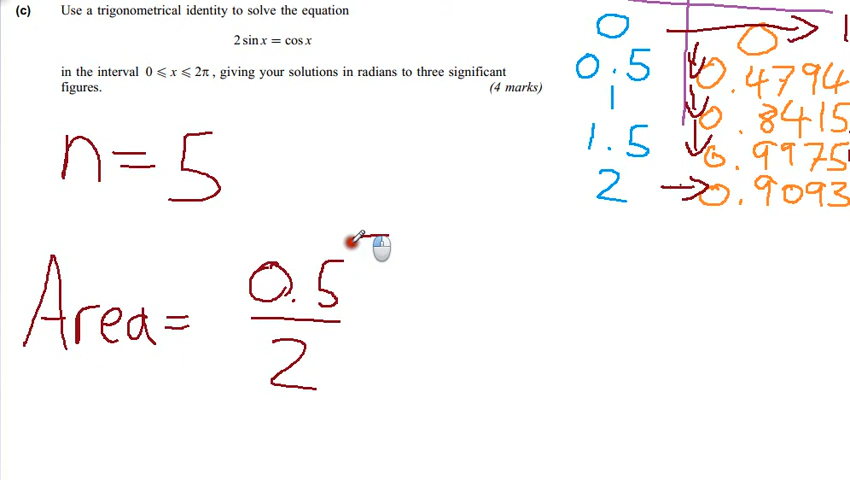 (c) Use a trigonometrical identity to solve the equation
2 sin x = cos x
in the interval 0 ⩽ x ⩽ 2π, giving your solutions in radians to three significant
figures. (4 marks)
n = 5
Area = 0.5
2
0 0 1
0.5 0.4794
1 0.8415
1.5 0.9975
2 0.9093